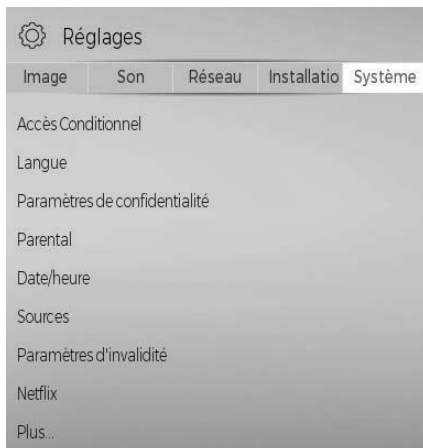 Réglages
Image Son Réseau Installatio Système
Accès Conditionnel
Langue
Paramètres de confidentialité
Parental
Date/heure
Sources
Paramètres d'invalidité
Netflix
Plus...